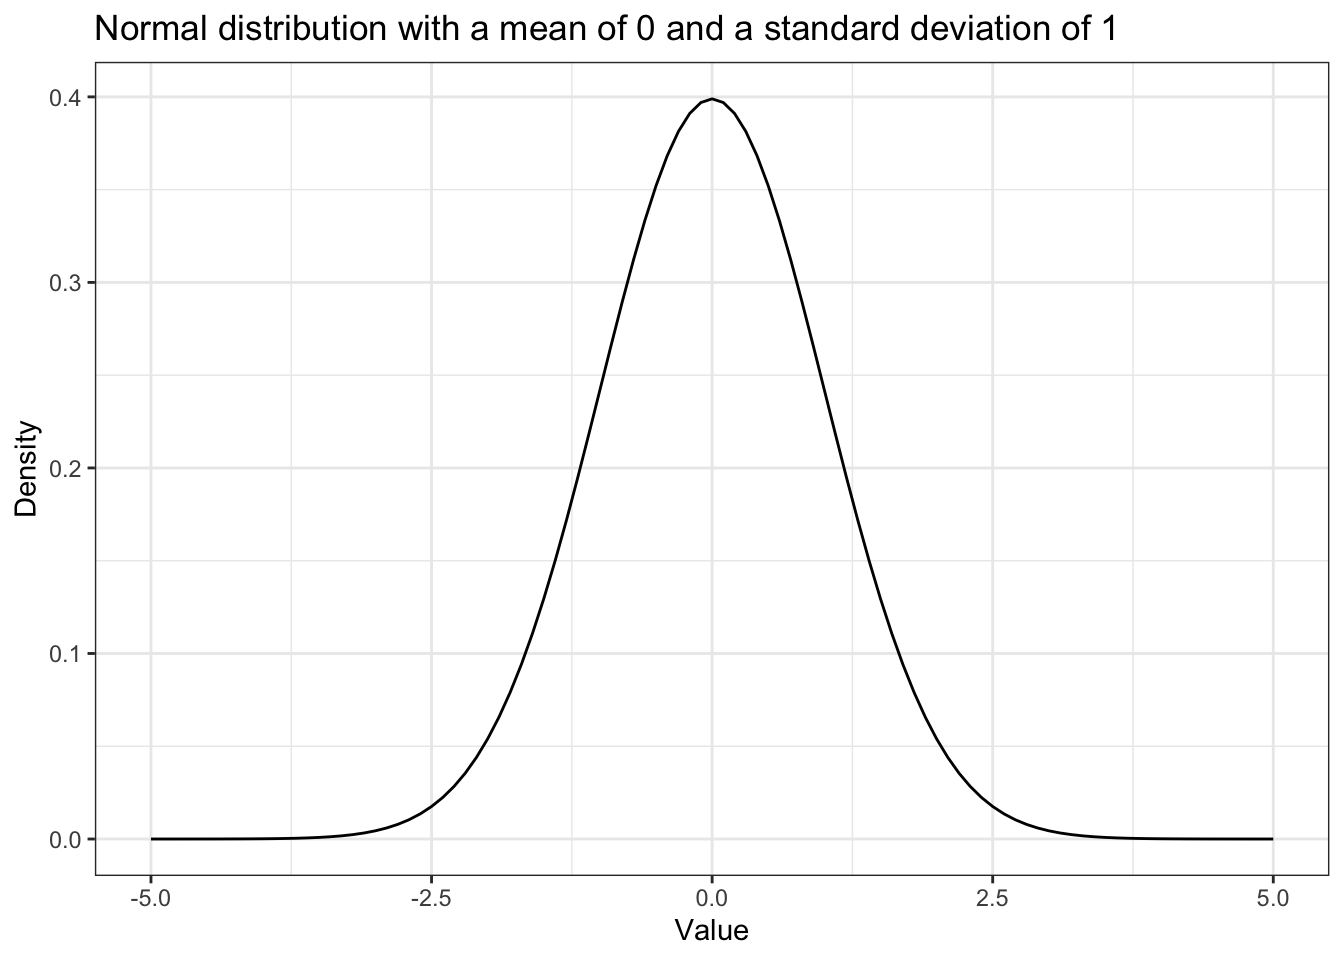 Normal distribution with a mean of 0 and a standard deviation of 1
Density
0.4
0.3
0.2
0.1
0.0
-5.0 -2.5 0.0 2.5 5.0
Value